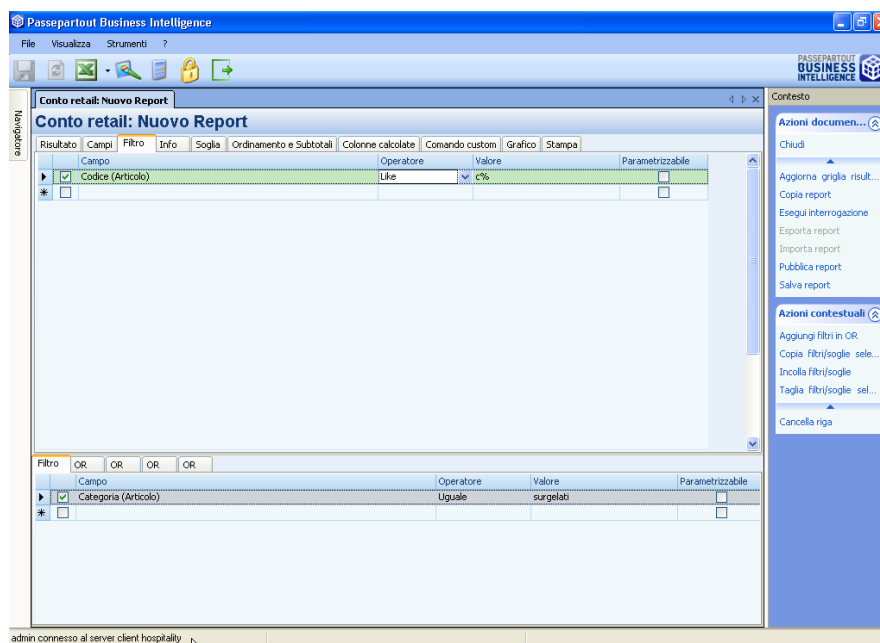 Passepartout Business Intelligence
File Visualizza Strumenti ?
PASSEPARTOUT
BUSINESS
INTELLIGENCE
Navigatore
Conto retail: Nuovo Report
Contesto
Conto retail: Nuovo Report
Risultato Campi Filtro Info Soglia Ordinamento e Subtotali Colonne calcolate Comando custom Grafico Stampa
Campo Operatore Valore Parametrizzabile
Codice (Articolo) Like c%
Azioni documen...
Chiudi
Aggiorna griglia risult...
Copia report
Esegui interrogazione
Esporta report
Importa report
Pubblica report
Salva report
Azioni contestuali
Aggiungi filtri in OR
Copia filtri/soglie sele...
Incolla filtri/soglie
Taglia filtri/soglie sel...
Cancella riga
Filtro OR OR OR OR
Campo Operatore Valore Parametrizzabile
Categoria (Articolo) Uguale surgelati
admin connesso al server client hospitality